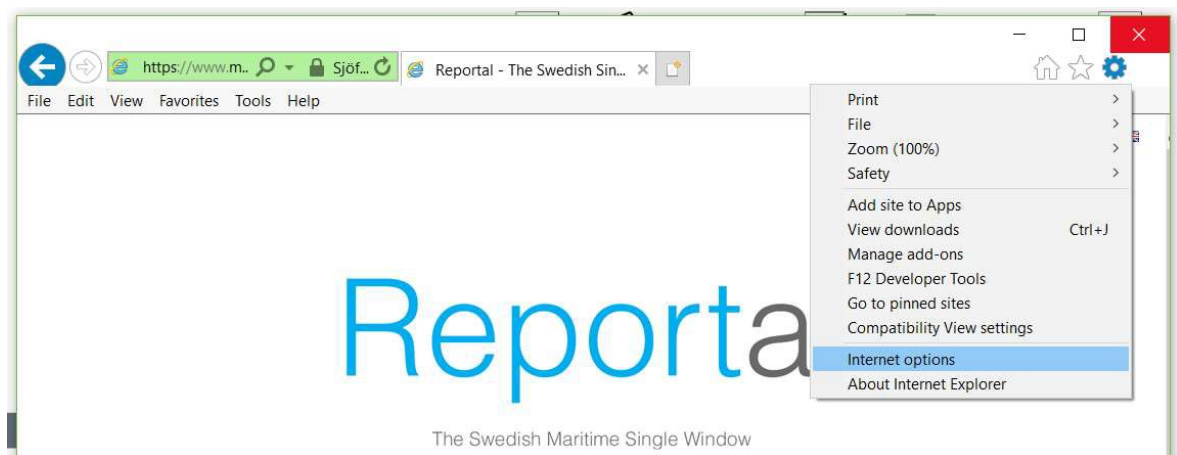 https://www.m.. Sjöf... Reportal - The Swedish Sin...
File Edit View Favorites Tools Help
Print
File
Zoom (100%)
Safety
Add site to Apps
View downloads Ctrl+J
Manage add-ons
F12 Developer Tools
Go to pinned sites
Compatibility View settings
Internet options
About Internet Explorer
Reporta
The Swedish Maritime Single Window